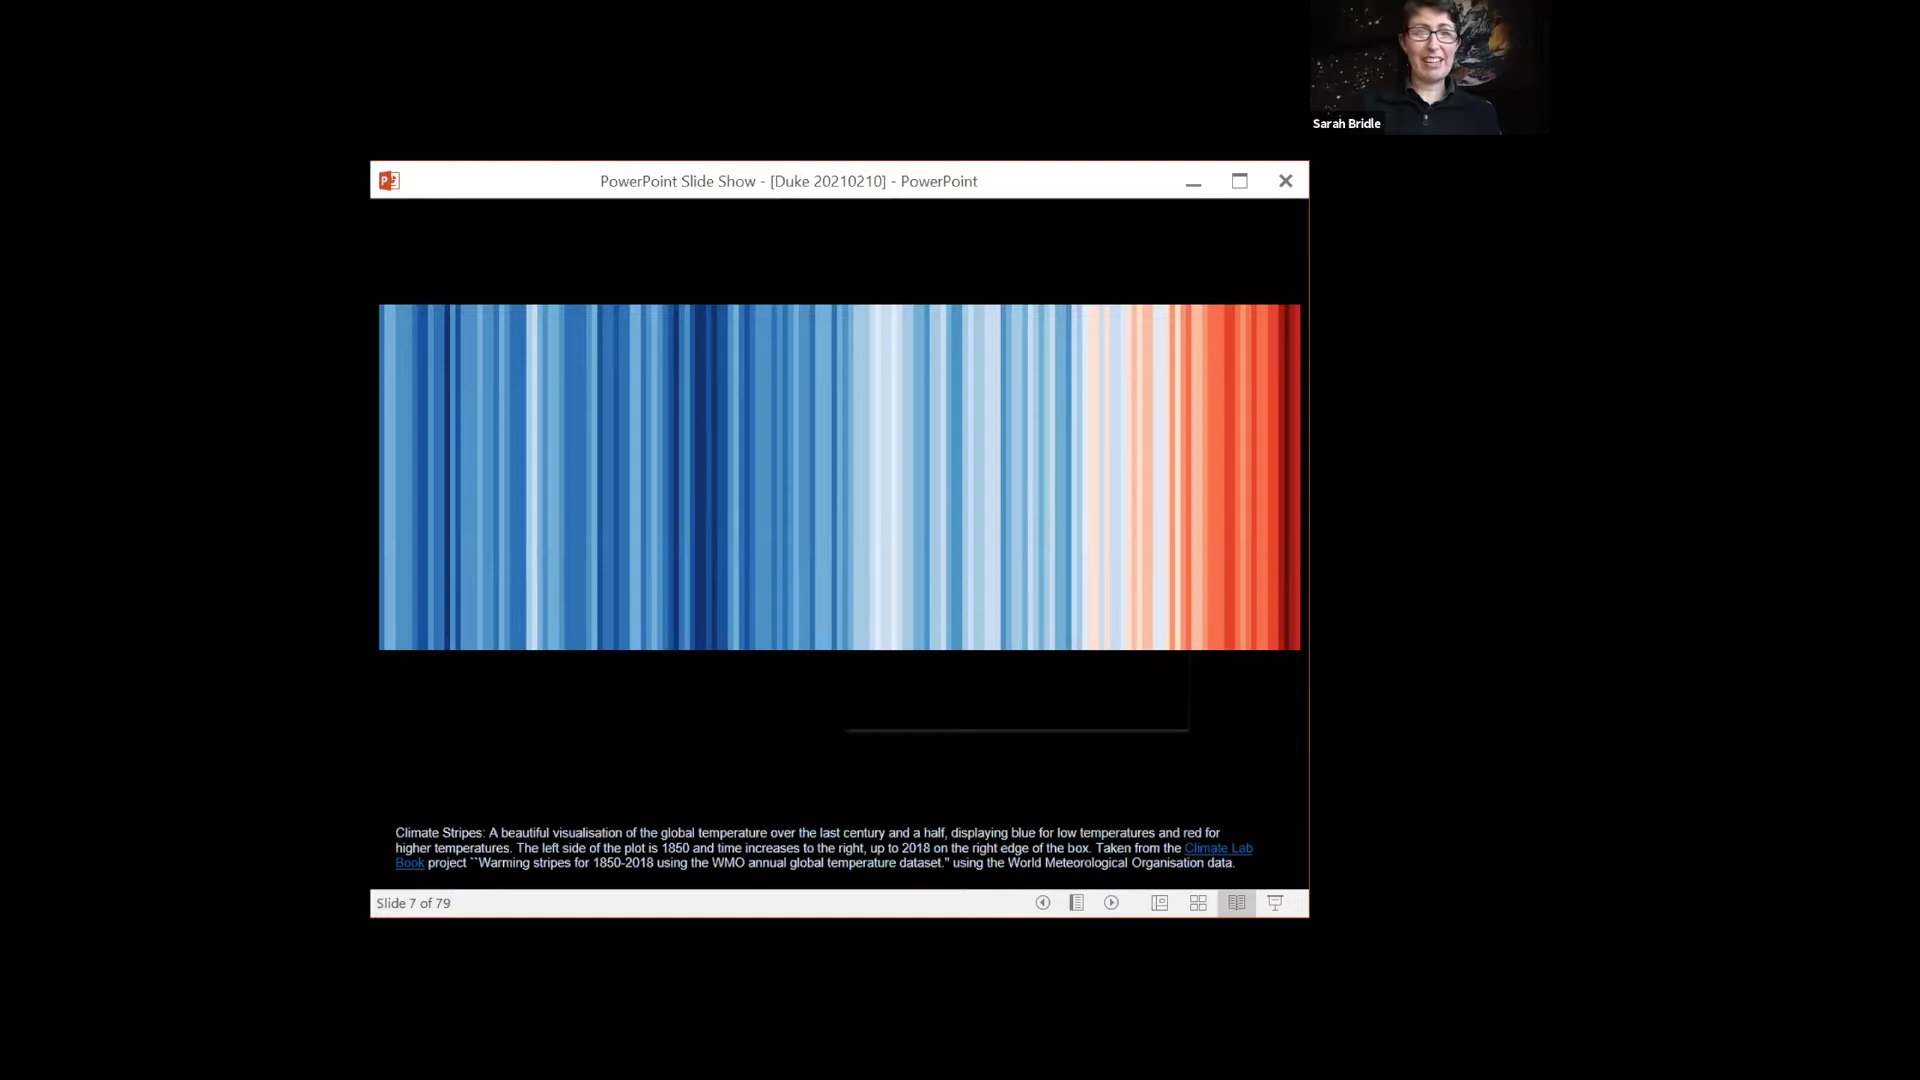 Sarah Bridle
PowerPoint Slide Show - [Duke 20210210] - PowerPoint
Climate Stripes: A beautiful visualisation of the global temperature over the last century and a half, displaying blue for low temperatures and red for
higher temperatures. The left side of the plot is 1850 and time increases to the right, up to 2018 on the right edge of the box. Taken from the Climate Lab
Book project ``Warming stripes for 1850-2018 using the WMO annual global temperature dataset." using the World Meteorological Organisation data.
Slide 7 of 79